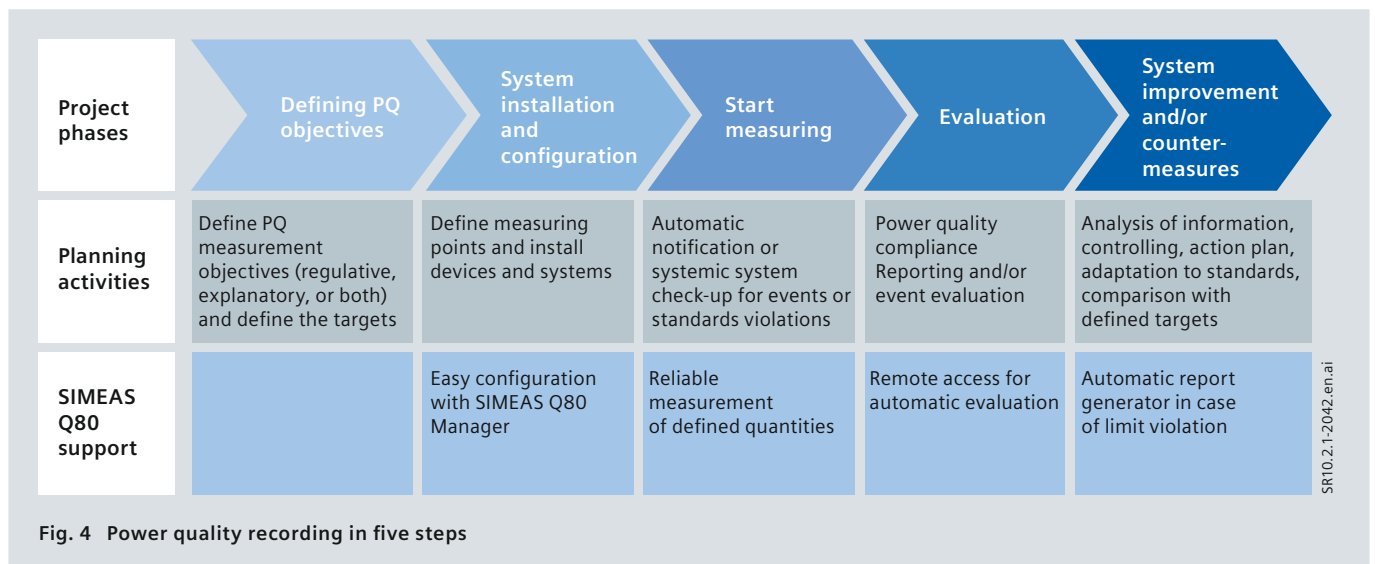 Project
phases
Defining PQ
objectives
System
installation
and
configuration
Start
measuring
Evaluation
System
improvement
and/or
counter-
measures
Planning
activities
Define PQ
measurement
objectives (regulative,
explanatory, or both)
and define the targets
Define measuring
points and install
devices and systems
Automatic
notification or
systemic system
check-up for events or
standards violations
Power quality
compliance
Reporting and/or
event evaluation
Analysis of information,
controlling, action plan,
adaptation to standards,
comparison with
defined targets
SIMEAS
Q80
support
Easy configuration
with SIMEAS Q80
Manager
Reliable
measurement
of defined quantities
Remote access for
automatic evaluation
Automatic report
generator in case
of limit violation
SR10.2.1-2042.en.ai
Fig. 4 Power quality recording in five steps